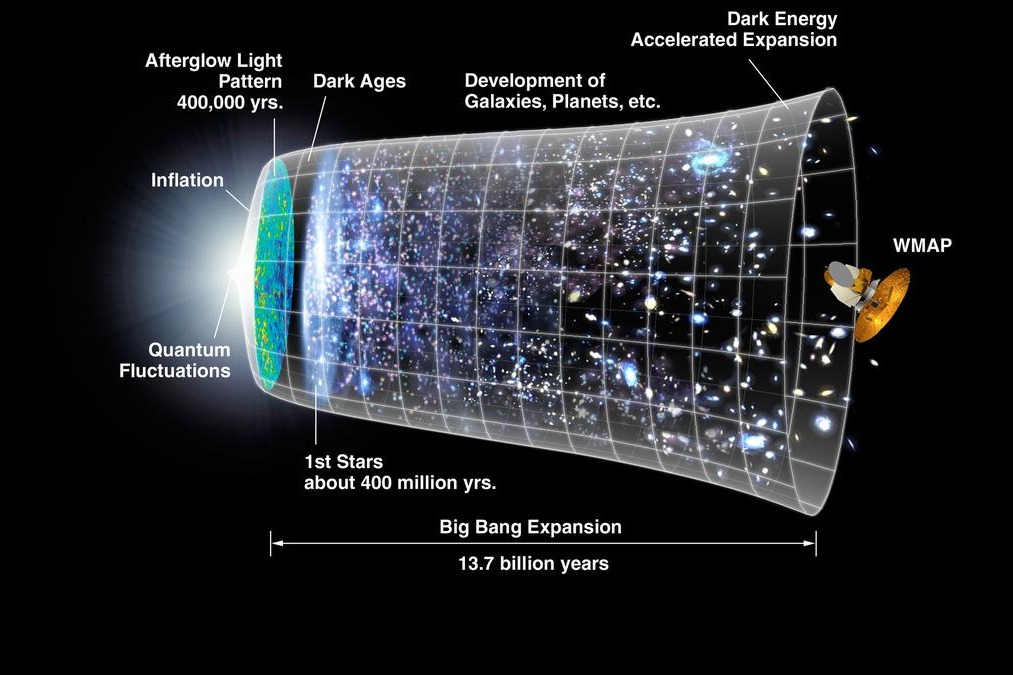 Dark Energy
Accelerated Expansion
Afterglow Light
Pattern
400,000 yrs.
Dark Ages
Development of
Galaxies, Planets, etc.
Inflation
WMAP
Quantum
Fluctuations
1st Stars
about 400 million yrs.
Big Bang Expansion
13.7 billion years